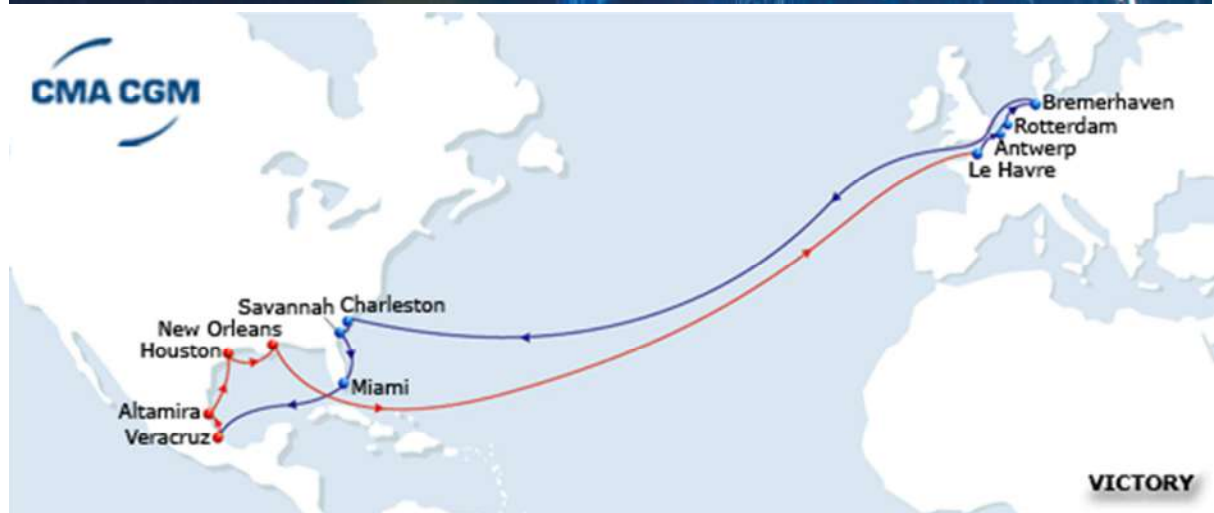 CMA CGM
Bremerhaven
Rotterdam
Antwerp
Le Havre
Savannah Charleston
New Orleans
Houston
Miami
Altamira
Veracruz
VICTORY